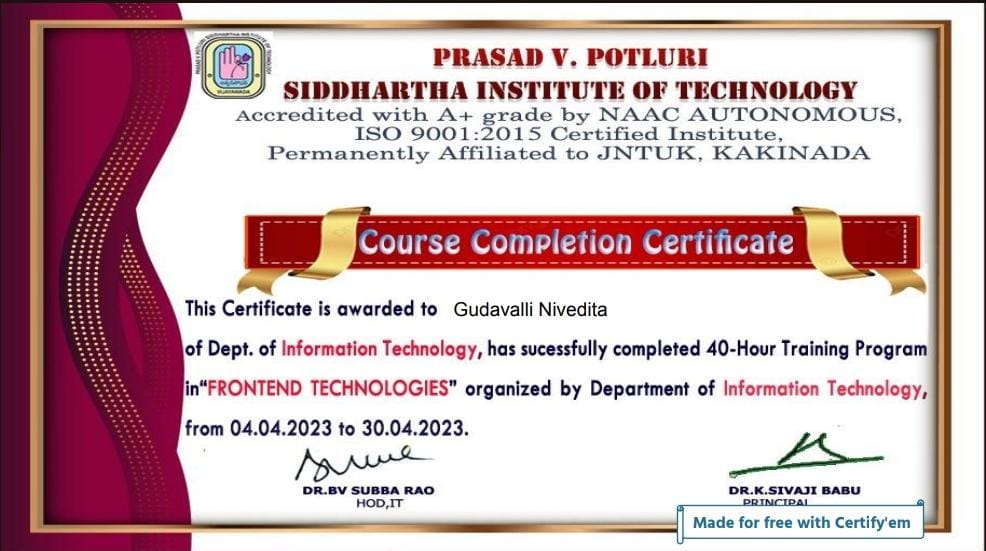 PRASAD V. POTLURI
SIDDHARTHA INSTITUTE OF TECHNOLOGY
Accredited with A+ grade by NAAC AUTONOMOUS,
ISO 9001:2015 Certified Institute,
Permanently Affiliated to JNTUK, KAKINADA
Course Completion Certificate
This Certificate is awarded to Gudavalli Nivedita
of Dept. of Information Technology, has sucessfully completed 40-Hour Training Program
in“FRONTEND TECHNOLOGIES” organized by Department of Information Technology,
from 04.04.2023 to 30.04.2023.
DR.BV SUBBA RAO
HOD,IT
DR.K.SIVAJI BABU
PRINCIPAL
Made for free with Certify'em